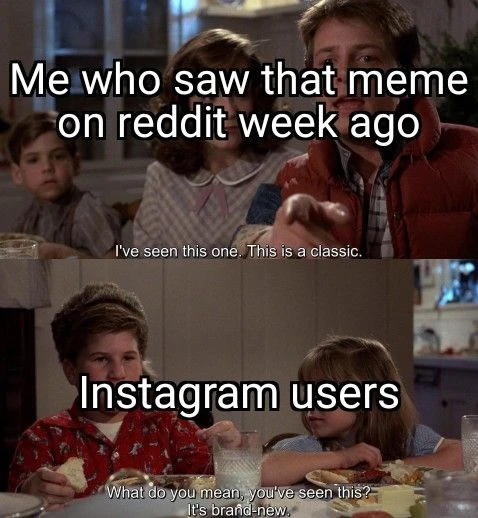 Me who saw that meme
on reddit week ago
I've seen this one. This is a classic.
Instagram users
What do you mean, you've seen this?
It's brand-new.